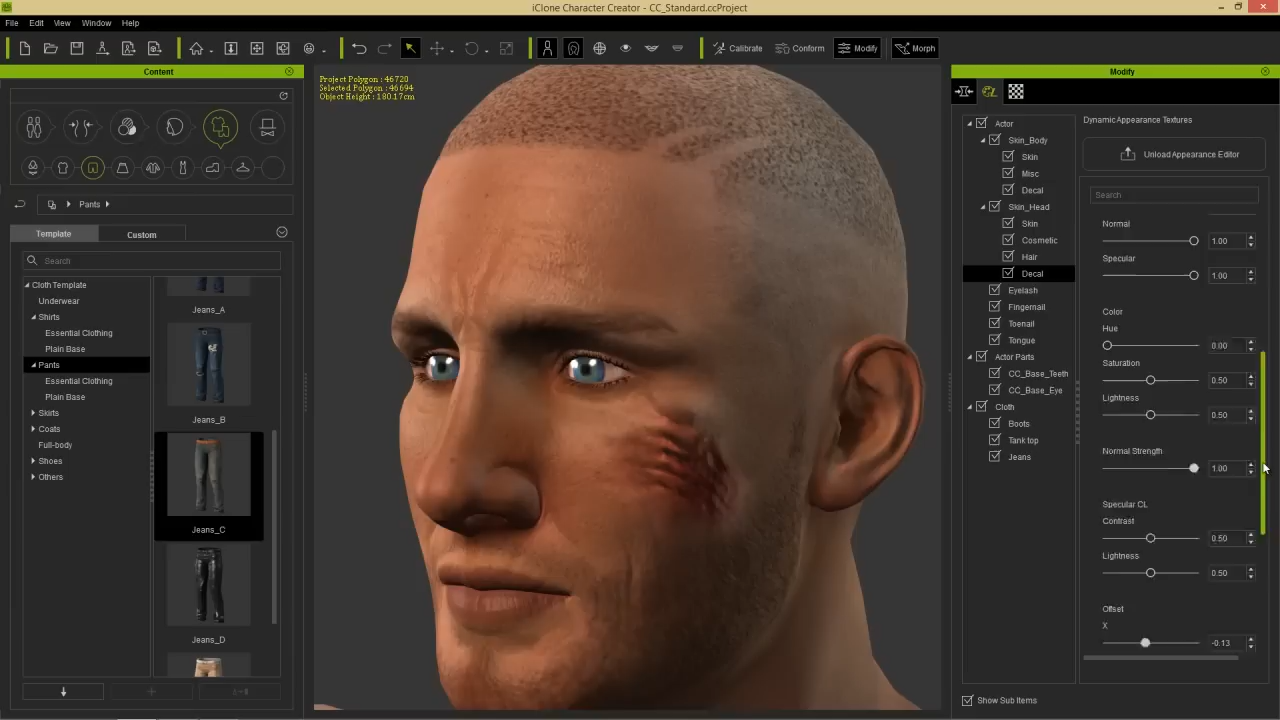 iClone Character Creator - CC_Standard.ccProject
File Edit View Window Help
Calibrate Conform Modify Morph
Content
Pants
Template Custom
Search
Cloth Template
Underwear
Shirts
Essential Clothing
Plain Base
Pants
Essential Clothing
Plain Base
Skirts
Coats
Full-body
Shoes
Others
Jeans_A
Jeans_B
Jeans_C
Jeans_D
Project Polygon : 46720
Selected Polygon : 46694
Object Height : 180.17cm
Modify
Actor
Skin_Body
Skin
Misc
Decal
Skin_Head
Skin
Cosmetic
Hair
Decal
Eyelash
Fingernail
Toenail
Tongue
Actor Parts
CC_Base_Teeth
CC_Base_Eye
Cloth
Boots
Tank top
Jeans
Show Sub Items
Dynamic Appearance Textures
Unload Appearance Editor
Search
Normal
1.00
Specular
1.00
Color
Hue
0.00
Saturation
0.50
Lightness
0.50
Normal Strength
1.00
Specular CL
Contrast
0.50
Lightness
0.50
Offset
X
-0.13